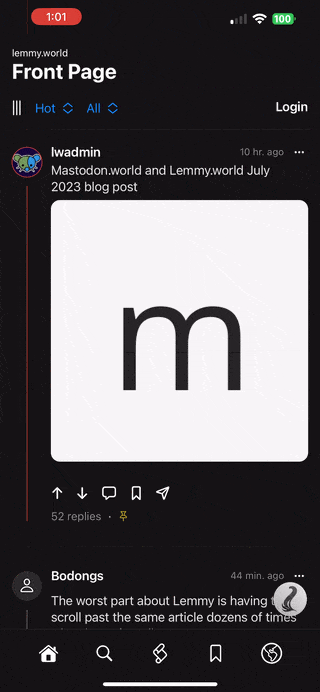 1:01
100
lemmy.world
Front Page
Hot All Login
lwadmin 10 hr. ago
Mastodon.world and Lemmy.world July
2023 blog post
m
52 replies ·
Bodongs 44 min. ago
The worst part about Lemmy is having
scroll past the same article dozens of times